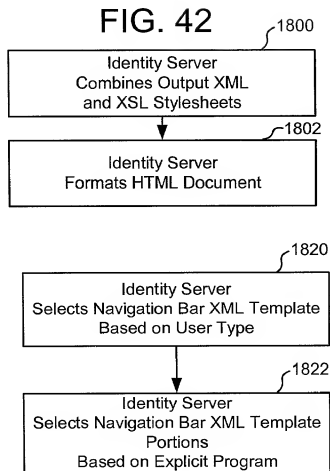 FIG. 42
1800
Identity Server
Combines Output XML
and XSL Stylesheets
1802
Identity Server
Formats HTML Document
1820
Identity Server
Selects Navigation Bar XML Template
Based on User Type
1822
Identity Server
Selects Navigation Bar XML Template
Portions
Based on Explicit Program